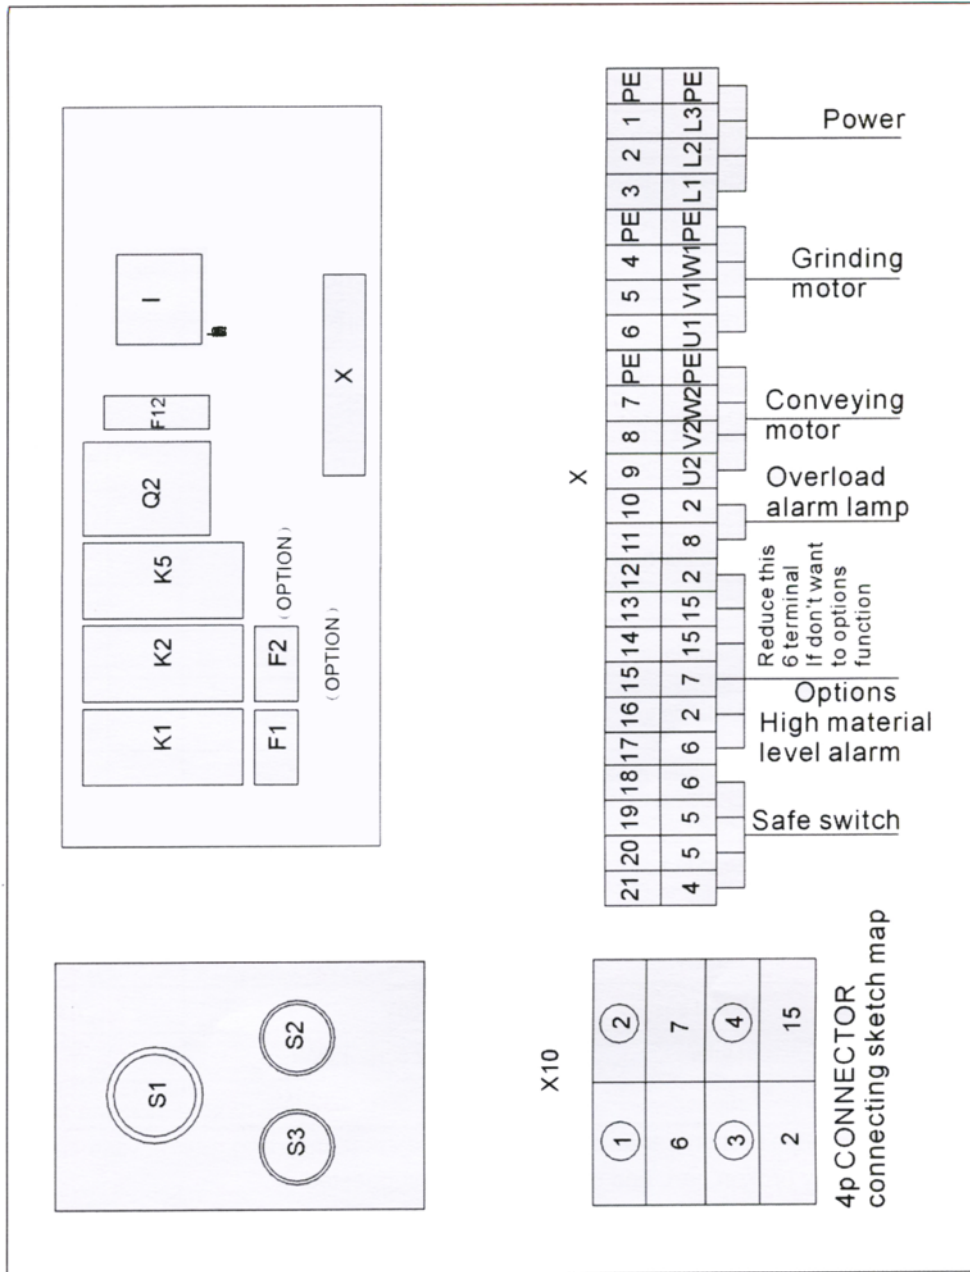 I
F12
Q2
K5
K2
K1
F2
F1
(OPTION)
(OPTION)
X
S1
S2
S3
X
PE PE
1 L3
2 L2
3 L1
PE PE
4 W1
5 V1
6 U1
PE PE
7 W2
8 V2
9 U2
10 2
11 8
12 2
13 15
14 15
15 7
16 2
17 6
18 6
19 5
20 5
21 4
Power
Grinding
motor
Conveying
motor
Overload
alarm lamp
Reduce this
6 terminal
If don't want
to options
function
Options
High material
level alarm
Safe switch
X10
1 2
6 7
3 4
2 15
4p CONNECTOR
connecting sketch map